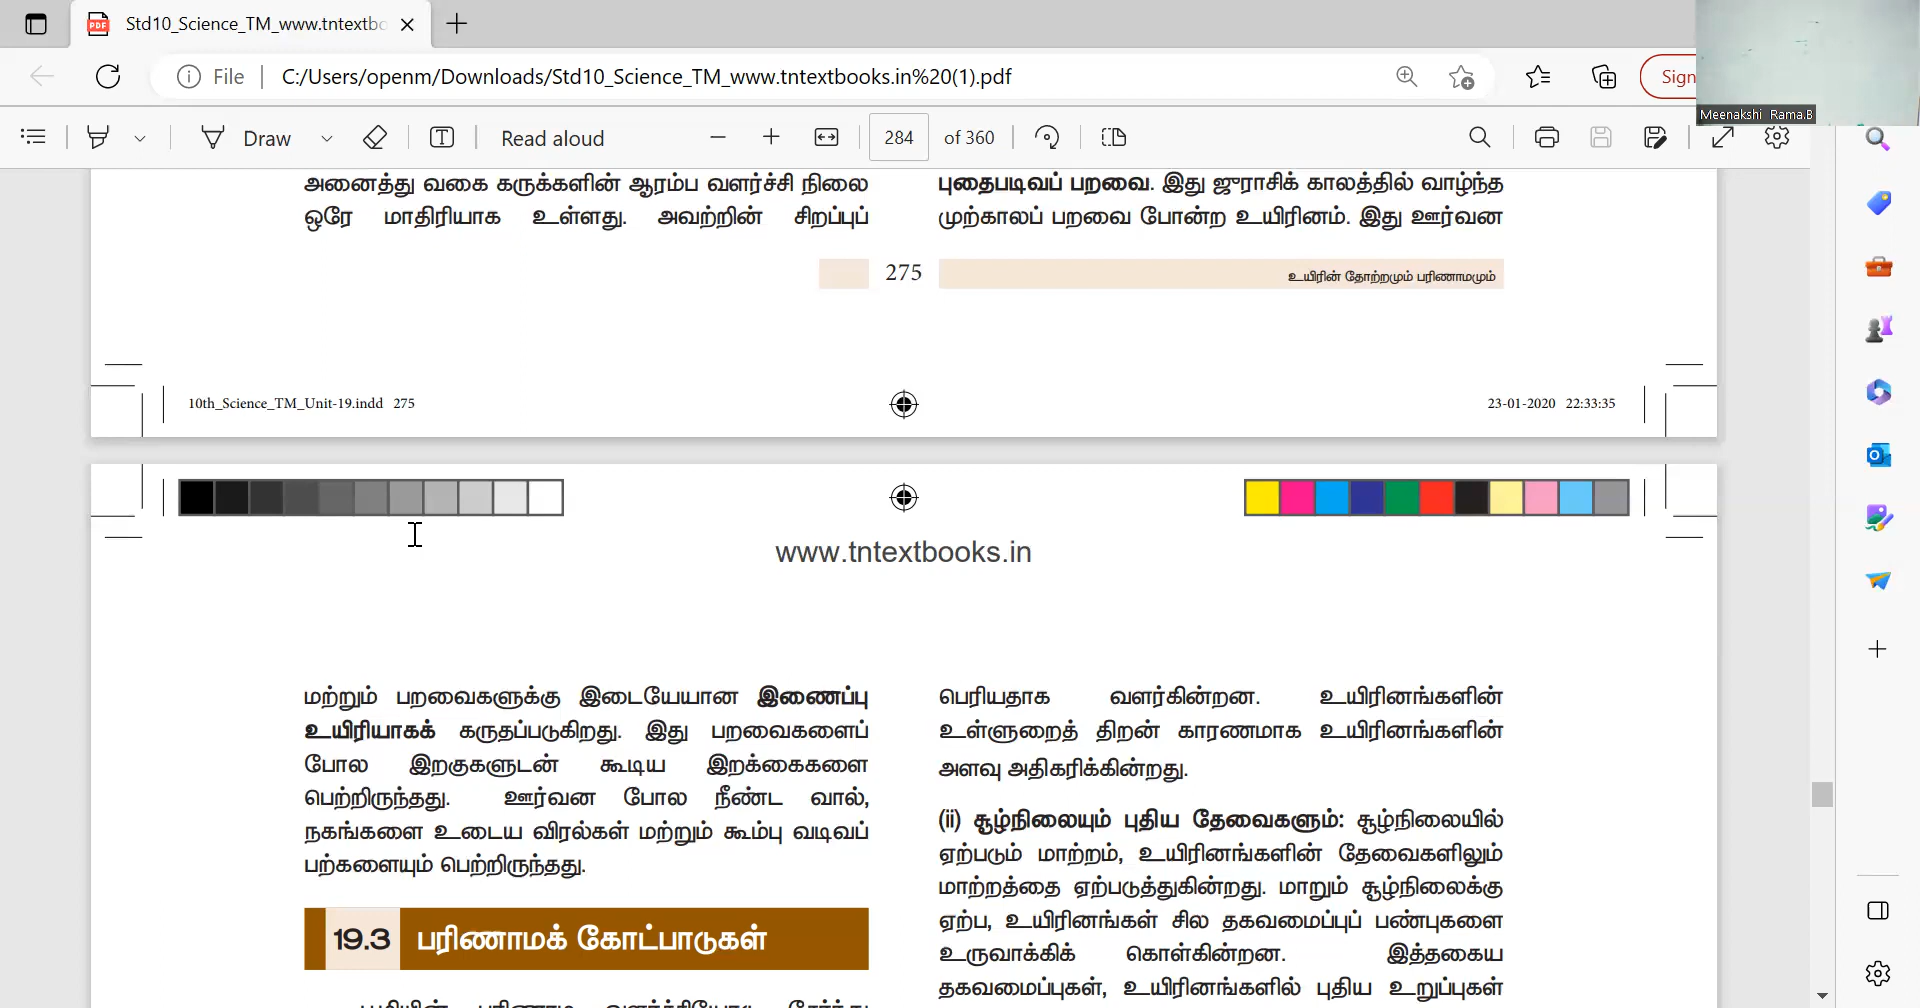 Std10_Science_TM_www.tntextbo
File
C:/Users/openm/Downloads/Std10_Science_TM_www.tntextbooks.in%20(1).pdf
Sign
Meenakshi Rama.B
Draw
Read aloud
284 of 360
அனைத்து வகை கருக்களின் ஆரம்ப வளர்ச்சி நிலை
ஒரே மாதிரியாக உள்ளது. அவற்றின் சிறப்புப்
புதைபடிவப் பறவை. இது ஜுராசிக் காலத்தில் வாழ்ந்த
முற்காலப் பறவை போன்ற உயிரினம். இது ஊர்வன
275
உயிரின் தோற்றமும் பரிணாமமும்
10th_Science_TM_Unit-19.indd 275
23-01-2020 22:33:35
www.tntextbooks.in
மற்றும் பறவைகளுக்கு இடையேயான இணைப்பு
உயிரியாகக் கருதப்படுகிறது. இது பறவைகளைப்
போல இறகுகளுடன் கூடிய இறக்கைகளை
பெற்றிருந்தது. ஊர்வன போல நீண்ட வால்,
நகங்களை உடைய விரல்கள் மற்றும் கூம்பு வடிவப்
பற்களையும் பெற்றிருந்தது.
19.3 பரிணாமக் கோட்பாடுகள்
பெரியதாக வளர்கின்றன. உயிரினங்களின்
உள்ளுறைத் திறன் காரணமாக உயிரினங்களின்
அளவு அதிகரிக்கின்றது.
(ii) சூழ்நிலையும் புதிய தேவைகளும்: சூழ்நிலையில்
ஏற்படும் மாற்றம், உயிரினங்களின் தேவைகளிலும்
மாற்றத்தை ஏற்படுத்துகின்றது. மாறும் சூழ்நிலைக்கு
ஏற்ப, உயிரினங்கள் சில தகவமைப்புப் பண்புகளை
உருவாக்கிக் கொள்கின்றன. இத்தகைய
தகவமைப்புகள், உயிரினங்களில் புதிய உறுப்புகள்